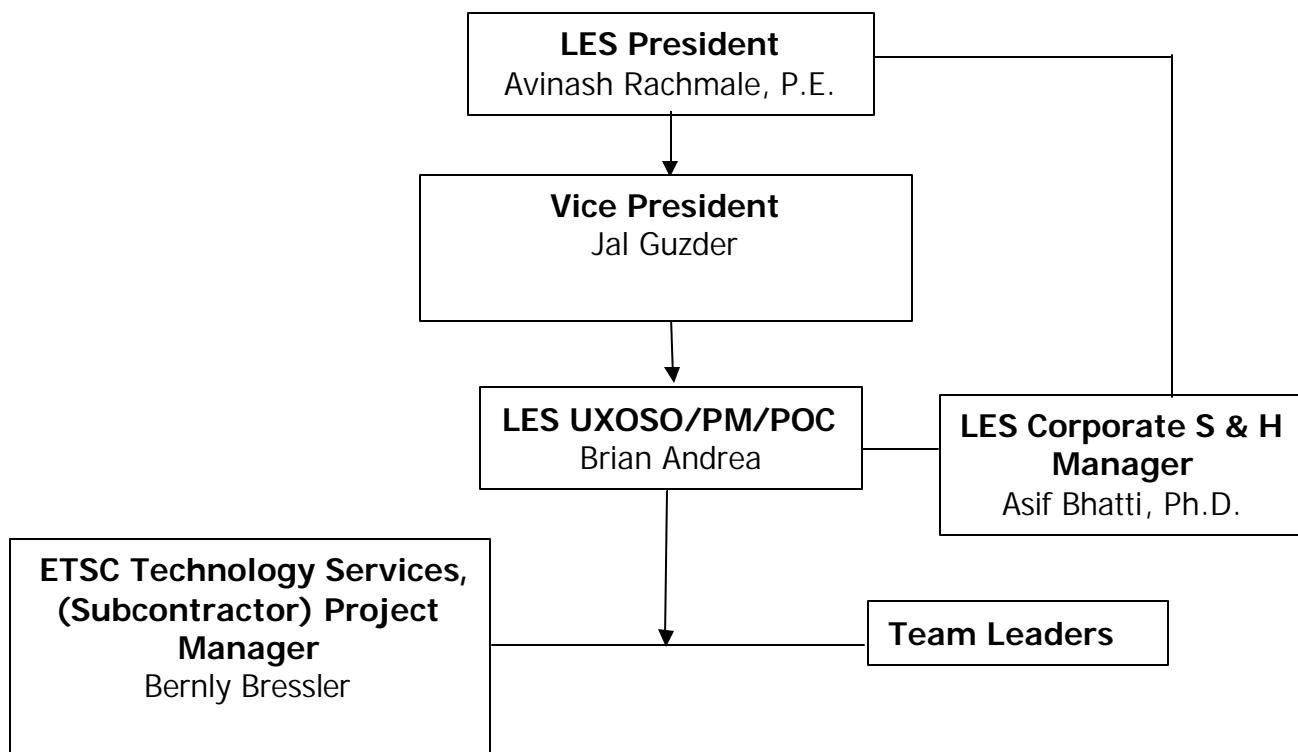 LES President
Avinash Rachmale, P.E.
Vice President
Jal Guzder
LES UXOSO/PM/POC
Brian Andrea
LES Corporate S & H
Manager
Asif Bhatti, Ph.D.
ETSC Technology Services,
(Subcontractor) Project
Manager
Bernly Bressler
Team Leaders